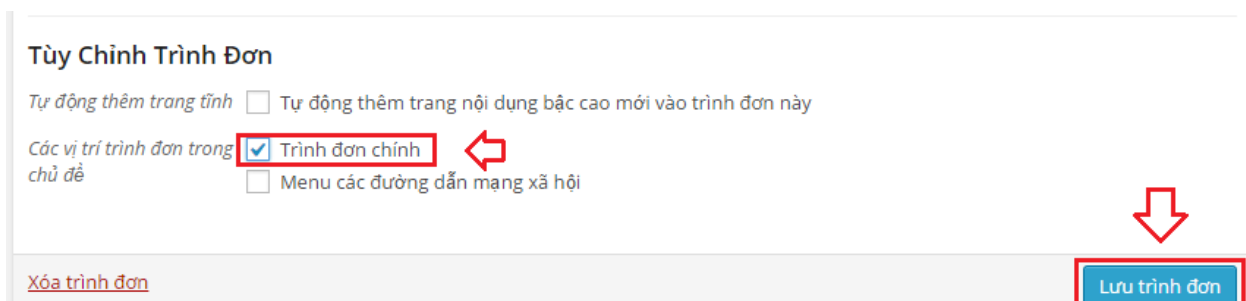 Tùy Chỉnh Trình Đơn
Tự động thêm trang tĩnh Tự động thêm trang nội dụng bậc cao mới vào trình đơn này
Các vị trí trình đơn trong Trình đơn chính
chủ đề
Menu các đường dẫn mạng xã hội
Xóa trình đơn Lưu trình đơn